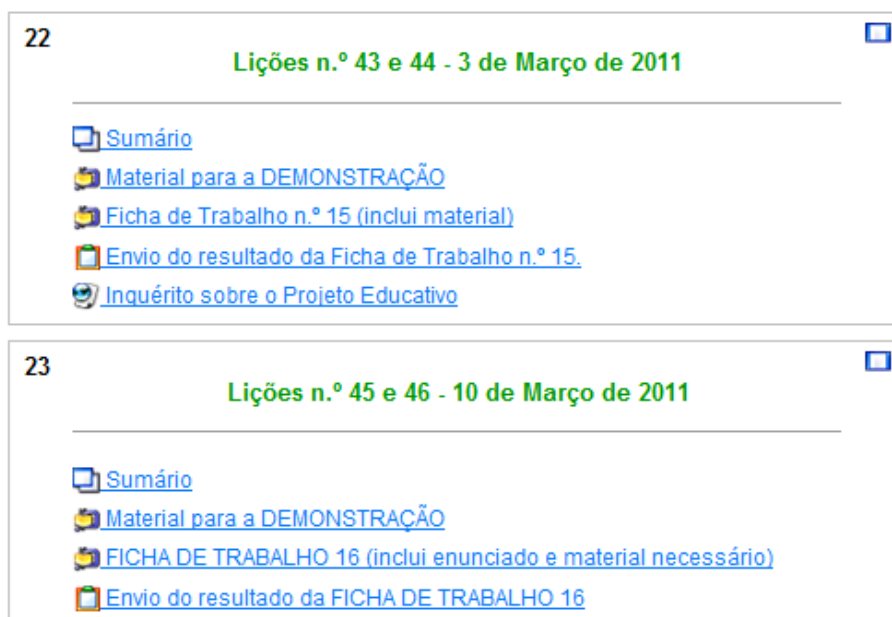 22
Lições n.º 43 e 44 - 3 de Março de 2011
Sumário
Material para a DEMONSTRAÇÃO
Ficha de Trabalho n.º 15 (inclui material)
Envio do resultado da Ficha de Trabalho n.º 15.
Inquérito sobre o Projeto Educativo
23
Lições n.º 45 e 46 - 10 de Março de 2011
Sumário
Material para a DEMONSTRAÇÃO
FICHA DE TRABALHO 16 (inclui enunciado e material necessário)
Envio do resultado da FICHA DE TRABALHO 16